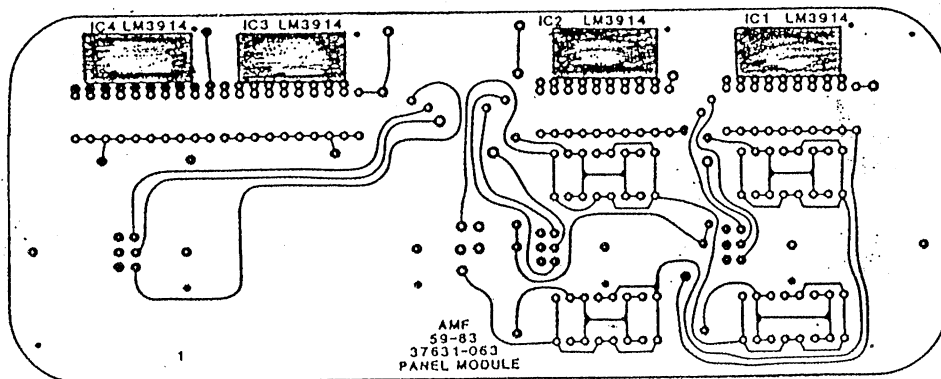 IC4 LM3914
IC3 LM3914
IC2 LM3914
IC1 LM3914
AMF
59-83
37631-063
PANEL MODULE
1